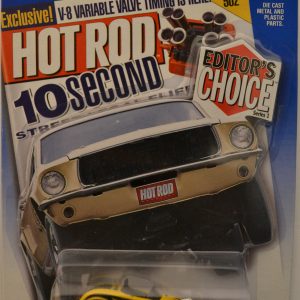 Exclusive! V-8 VARIABLE VALVE TIMING IS HERE!
DIE CAST
METAL AND
PLASTIC
PARTS.
HOT ROD
EDITOR'S
CHOICE
Series 1
10 SECOND
HOT ROD